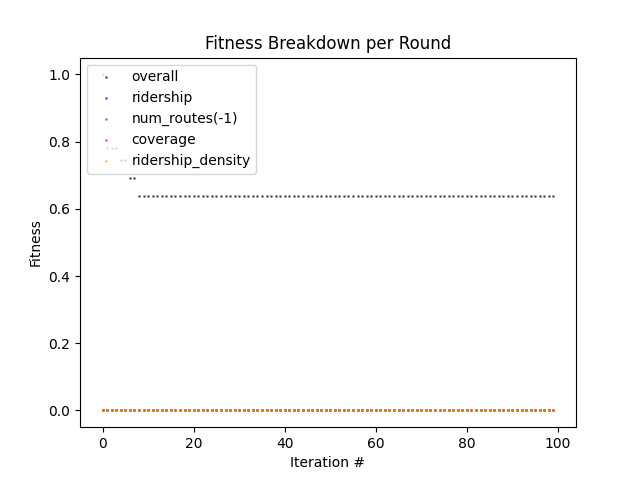 Fitness Breakdown per Round
1.0
0.8
0.6
0.4
0.2
0.0
Fitness
overall
ridership
num_routes(-1)
coverage
ridership_density
0
20
40
60
80
100
Iteration #